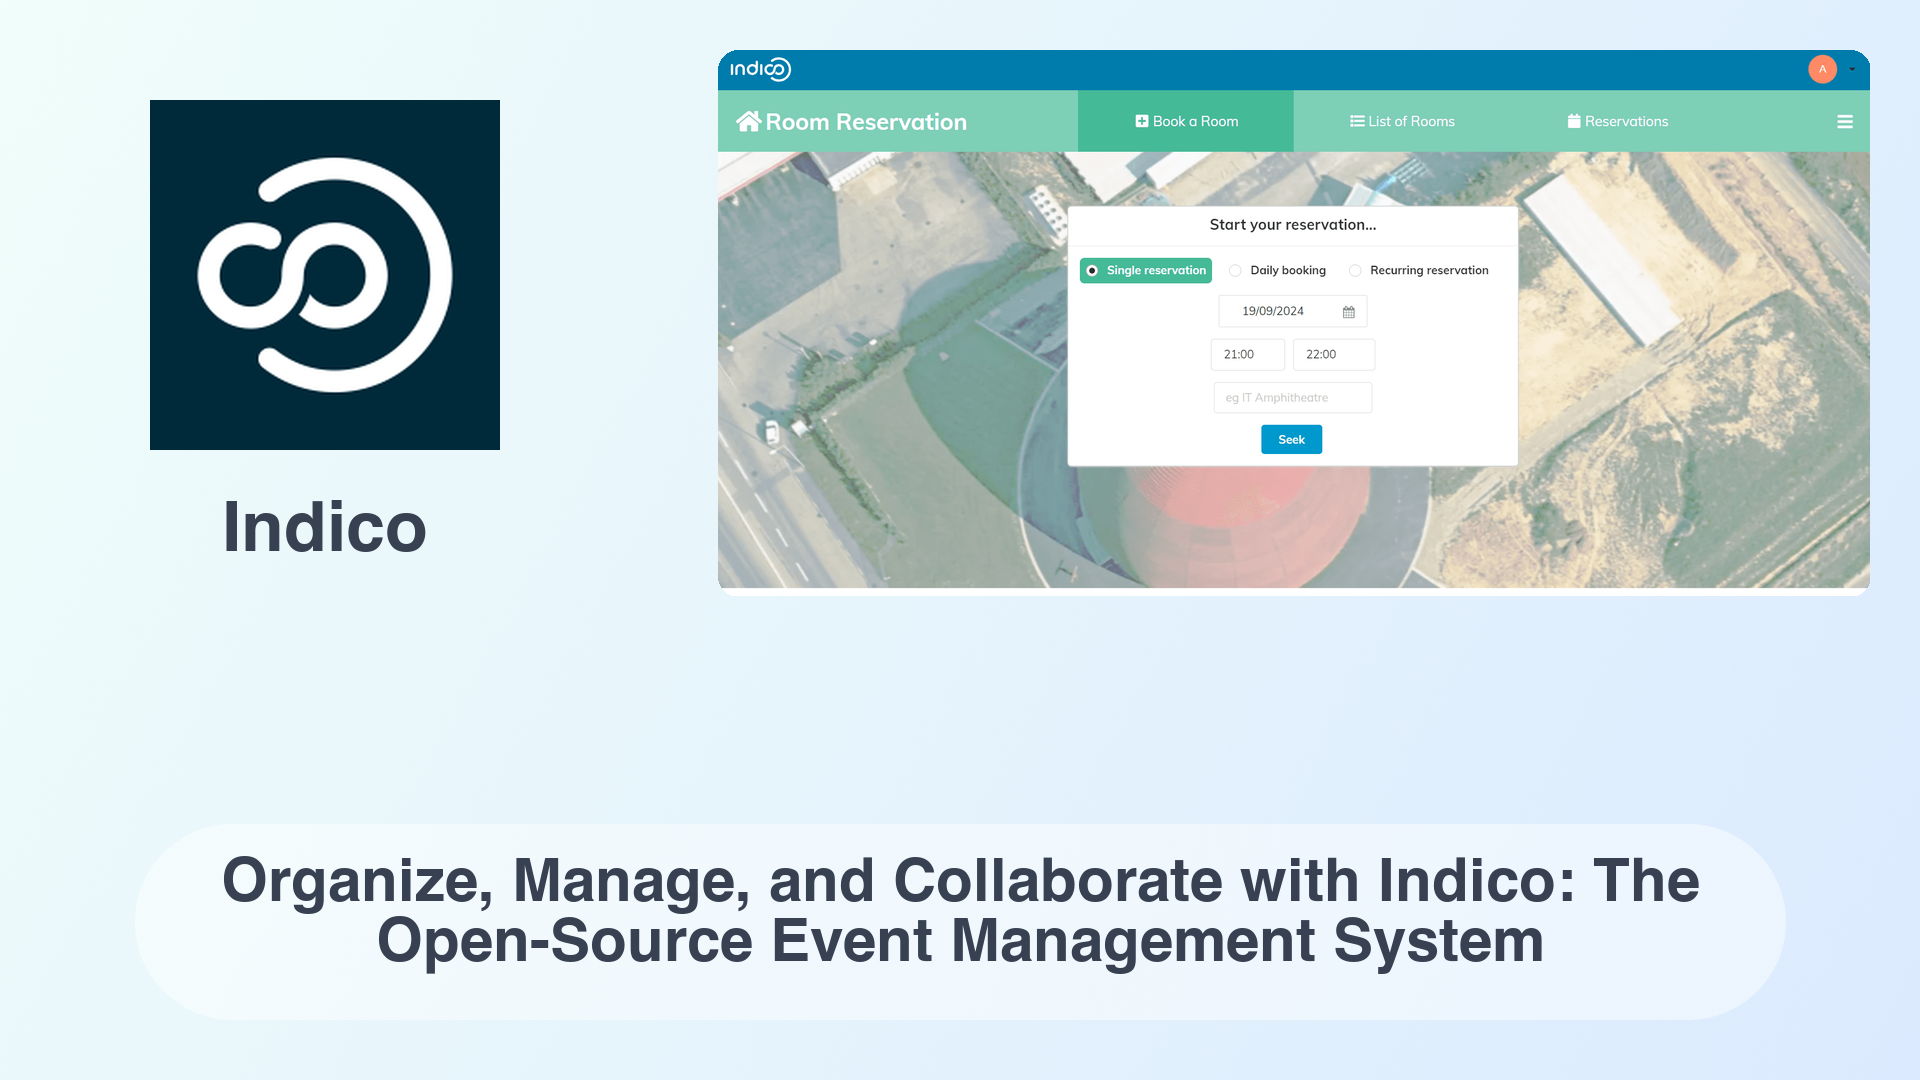 indico
A
Room Reservation
Book a Room
List of Rooms
Reservations
Start your reservation...
Single reservation
Daily booking
Recurring reservation
19/09/2024
21:00
22:00
eg IT Amphitheatre
Seek
Indico
Organize, Manage, and Collaborate with Indico: The
Open-Source Event Management System